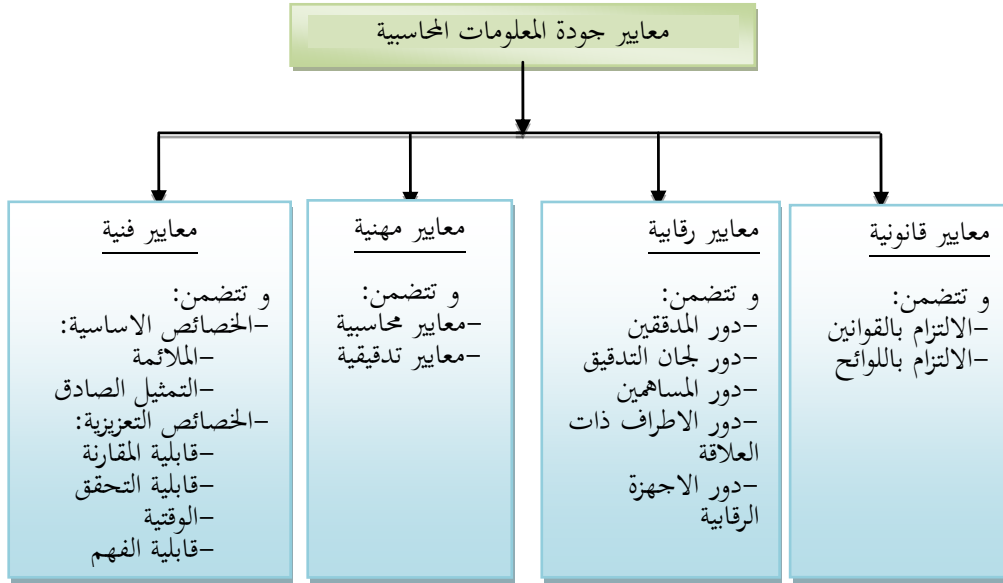 معايير جودة المعلومات المحاسبية
معايير قانونية
و تتضمن:
-الالتزام بالقوانين
-الالتزام باللوائح
معايير رقابية
و تتضمن:
-دور المدققين
-دور لجان التدقيق
-دور المساهمين
-دور الاطراف ذات
العلاقة
-دور الاجهزة
الرقابية
معايير مهنية
و تتضمن:
-معايير محاسبية
-معايير تدقيقية
معايير فنية
و تتضمن:
-الخصائص الاساسية:
-الملائمة
-التمثيل الصادق
-الخصائص التعزيزية:
-قابلية المقارنة
-قابلية التحقق
-الوقتية
-قابلية الفهم